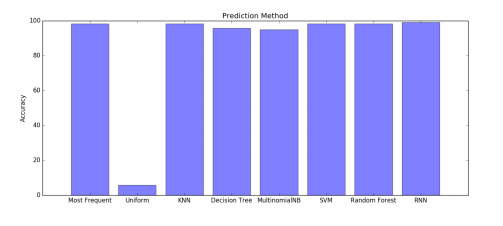 Prediction Method
100
80
60
40
20
0
Accuracy
Most Frequent Uniform KNN Decision Tree MultinomialNB SVM Random Forest RNN